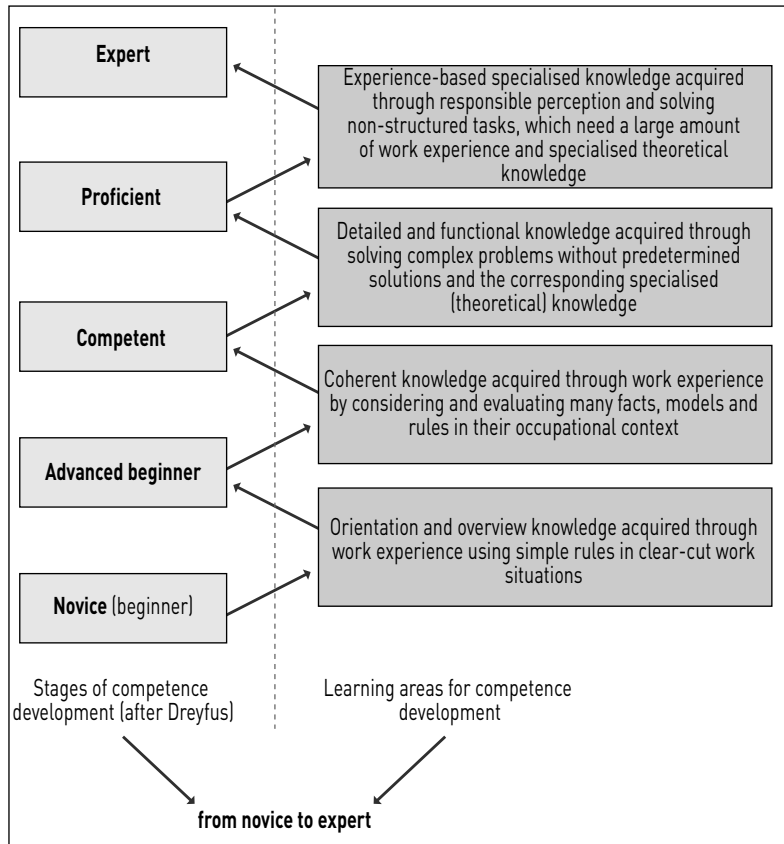 Expert
Experience-based specialised knowledge acquired
through responsible perception and solving
non-structured tasks, which need a large amount
of work experience and specialised theoretical
knowledge
Proficient
Detailed and functional knowledge acquired through
solving complex problems without predetermined
solutions and the corresponding specialised
(theoretical) knowledge
Competent
Coherent knowledge acquired through work experience
by considering and evaluating many facts, models and
rules in their occupational context
Advanced beginner
Orientation and overview knowledge acquired through
work experience using simple rules in clear-cut work
situations
Novice (beginner)
Stages of competence
development (after Dreyfus)
Learning areas for competence
development
from novice to expert